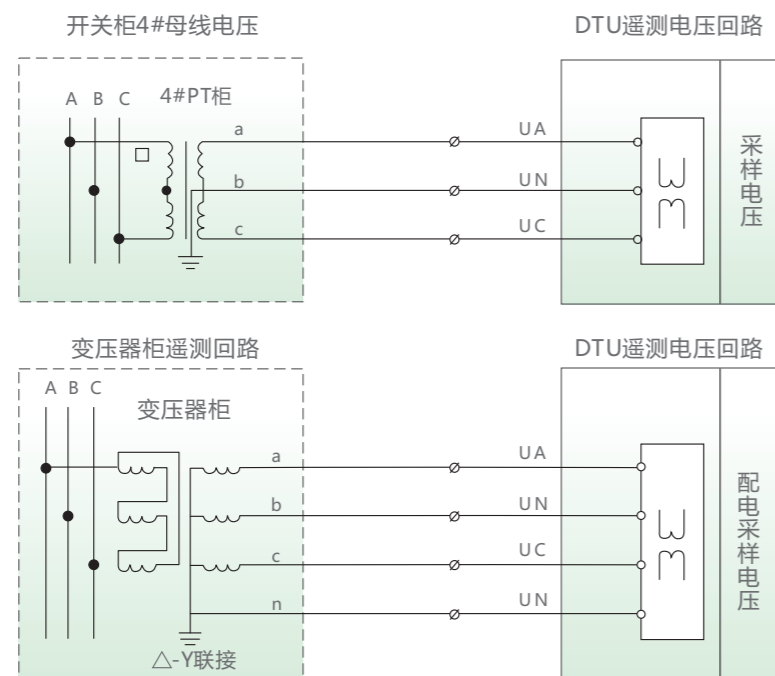 开关柜4#母线电压
DTU遥测电压回路
A B C
4#PT柜
a
b
c
UA
UN
UC
采样电压
变压器柜遥测回路
DTU遥测电压回路
A B C
变压器柜
a
b
c
n
△-Y联接
UA
UN
UC
UN
配电采样电压